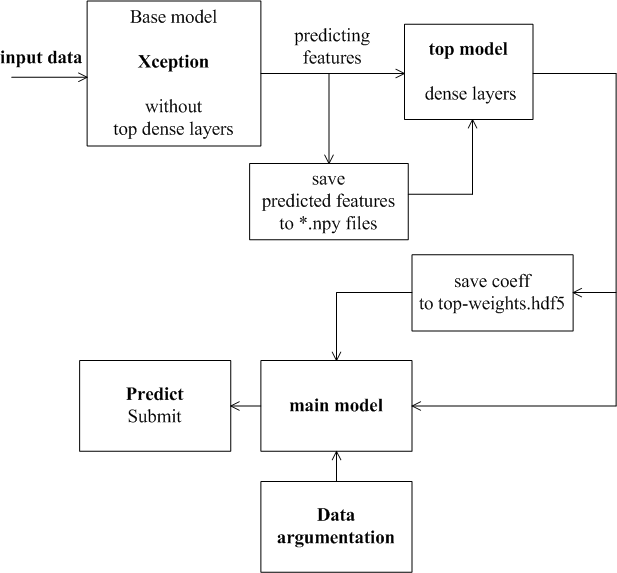 input data
Base model
Xception
without
top dense layers
predicting
features
top model
dense layers
save
predicted features
to *.npy files
save coeff
to top-weights.hdf5
Predict
Submit
main model
Data
argumentation